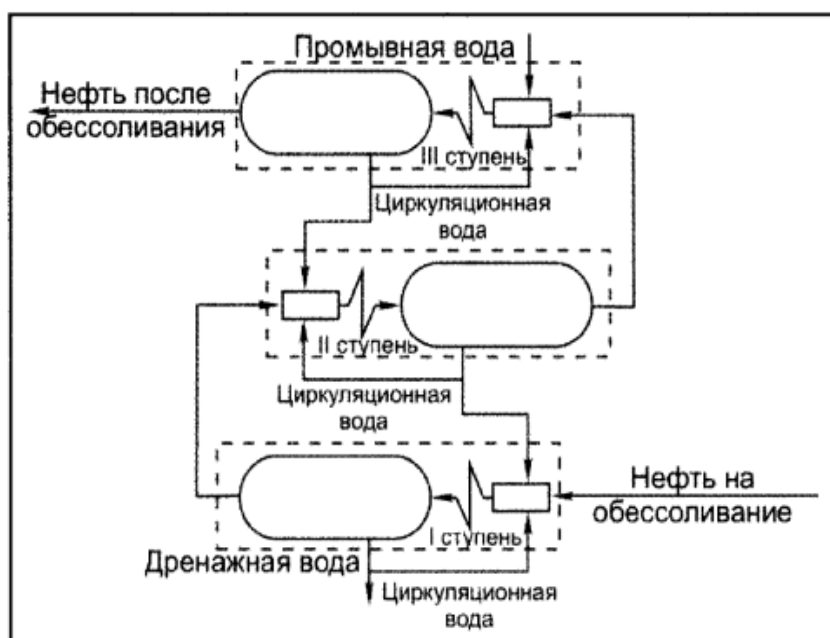 Промывная вода
Нефть после
обессоливания
III ступень
Циркуляционная
вода
II ступень
Циркуляционная
вода
Нефть на
обессоливание
I ступень
Дренажная вода
Циркуляционная
вода